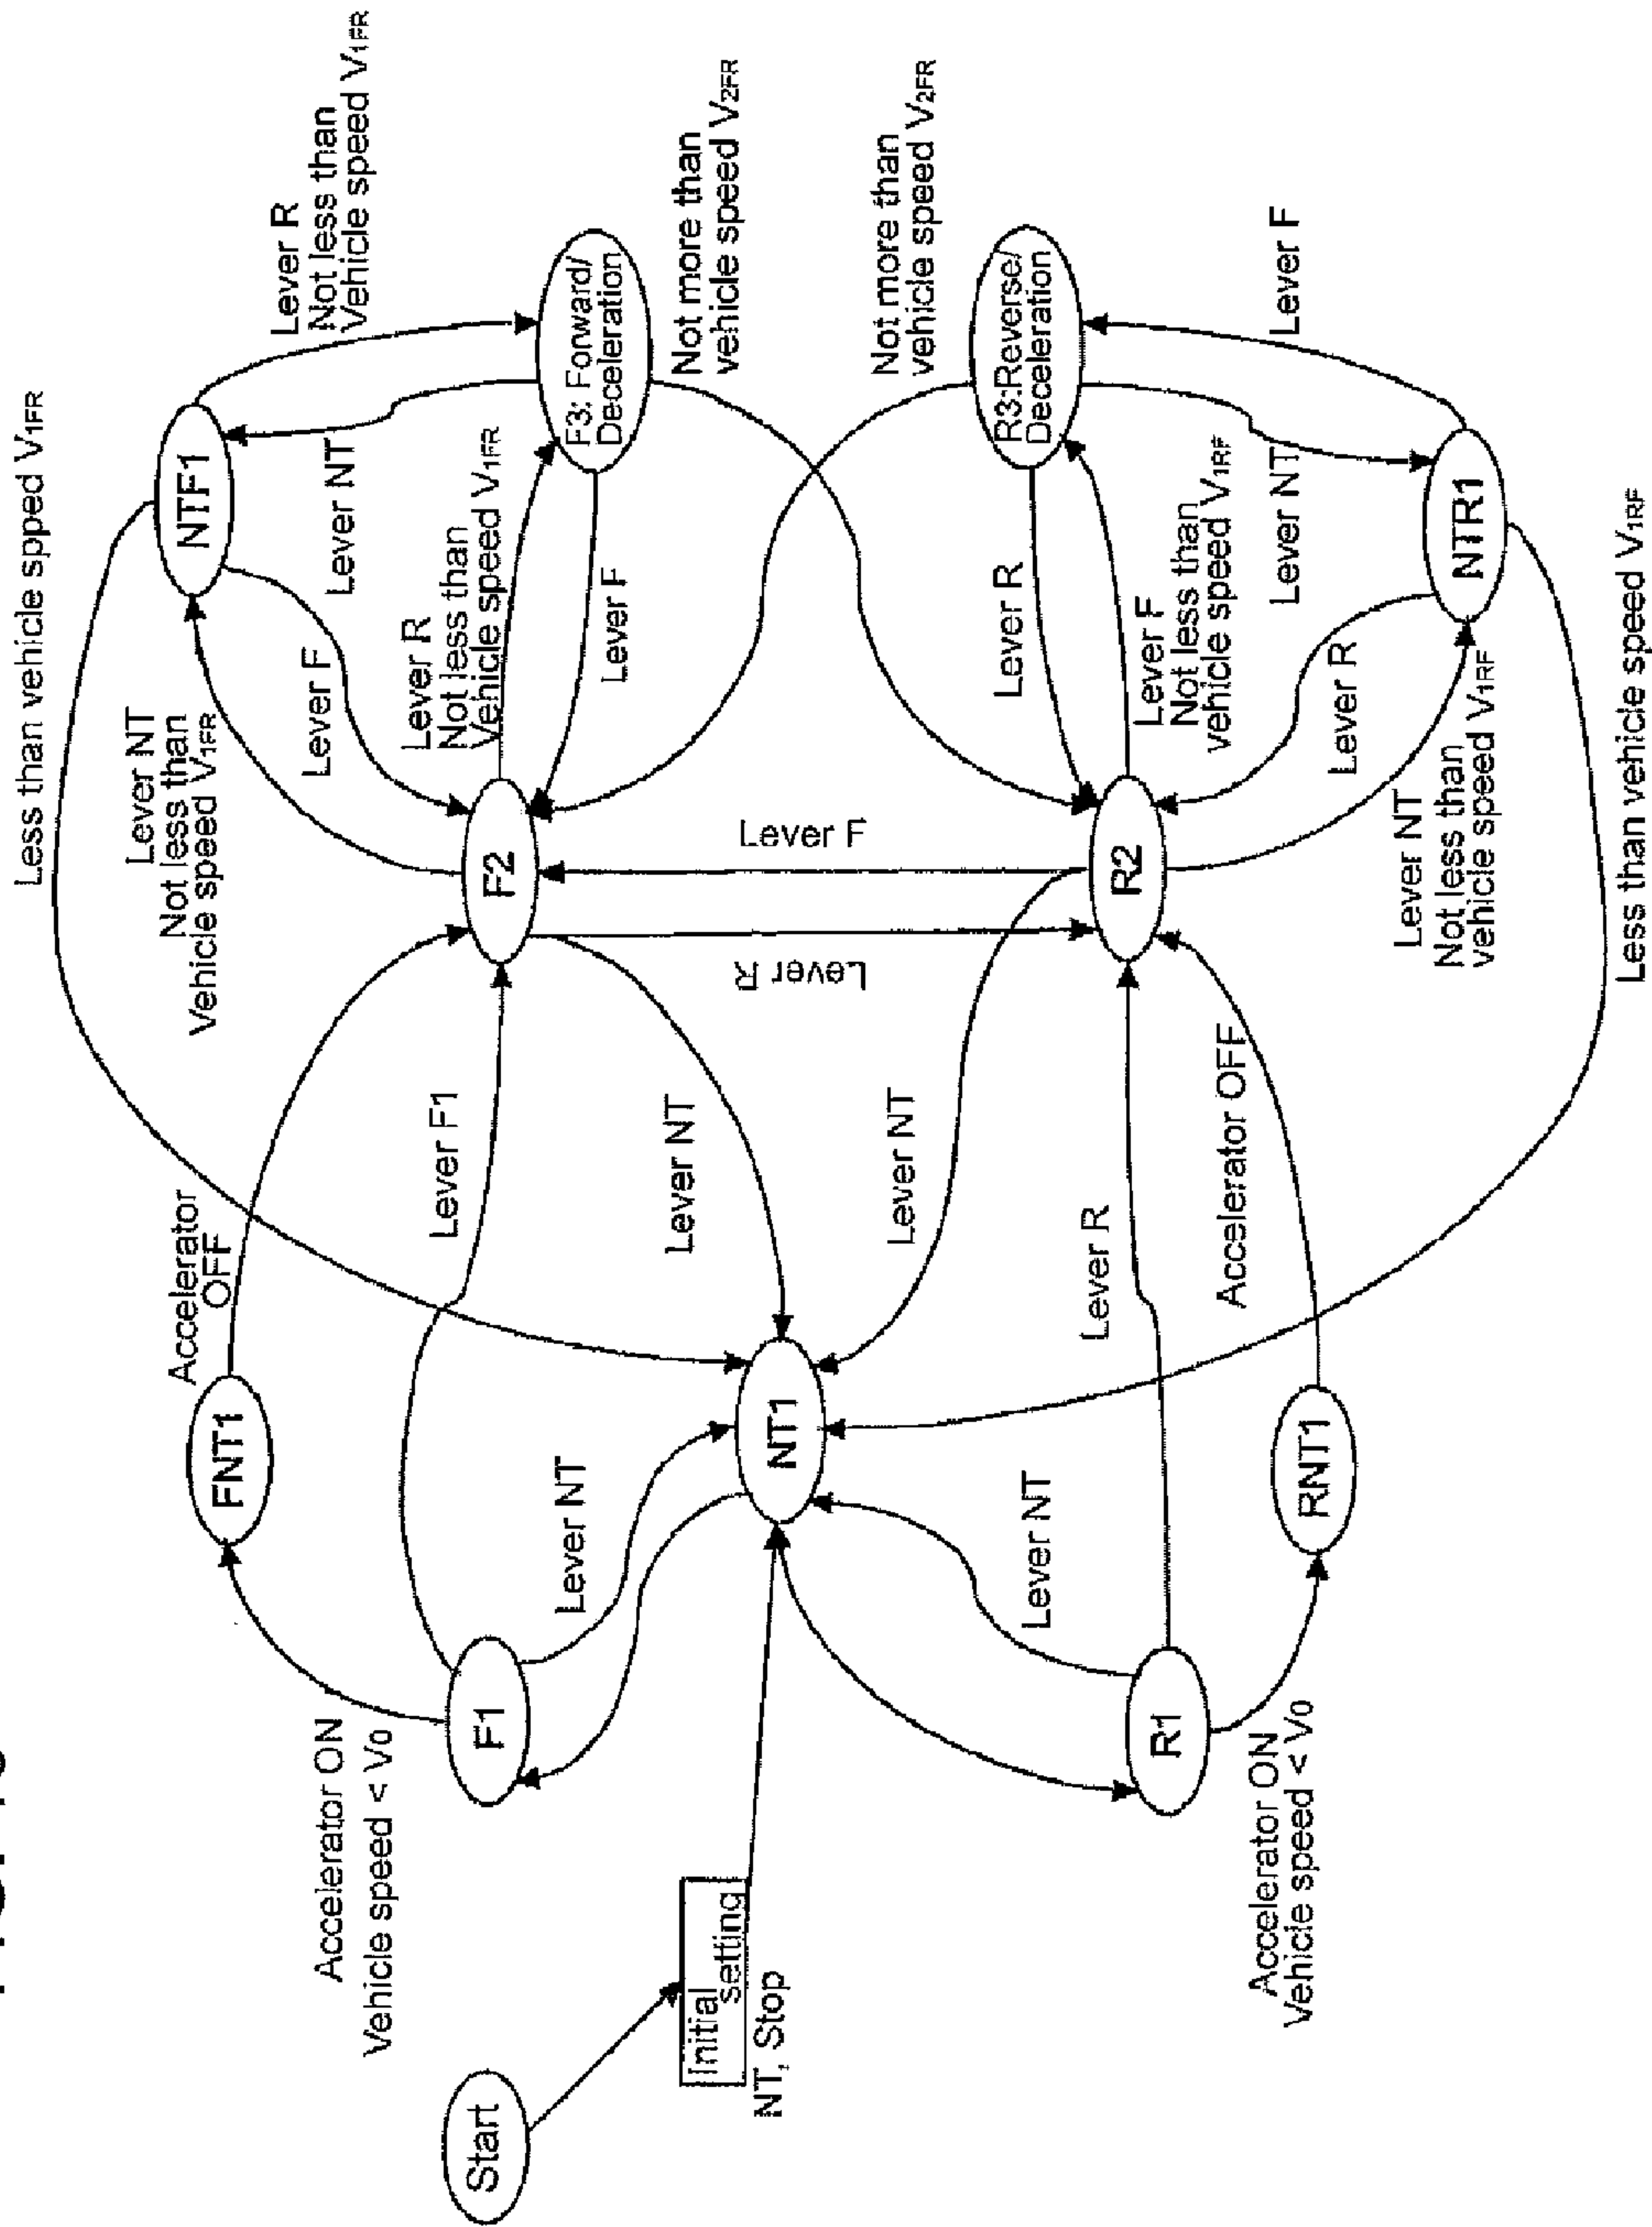 Less than vehicle spped V1FR
Lever NT
Not less than
Vehicle speed V1FR
NTF1
Lever R
Not less than
Vehicle speed V1FR
Accelerator
OFF
FNT1
Lever F
Lever NT
Accelerator ON
Vehicle speed < V0
F1
Lever F1
F2
Lever R
Not less than
Vehicle speed V1FR
F3: Forward/
Deceleration
Lever F
Start
Lever NT
Lever NT
Not more than
vehicle speed V2FR
Initial
setting
NT, Stop
NT1
Lever F
Lever R
Lever NT
Not more than
vehicle speed V2FR
Lever NT
Lever R
Lever R
R3:Reverse/
Deceleration
R1
R2
Lever F
Not less than
vehicle speed V1RF
Accelerator OFF
Lever NT
Lever F
Accelerator ON
Vehicle speed < V0
RNT1
Lever R
Lever NT
Not less than
vehicle speed V1RF
NTR1
Less than vehicle speed V1RF